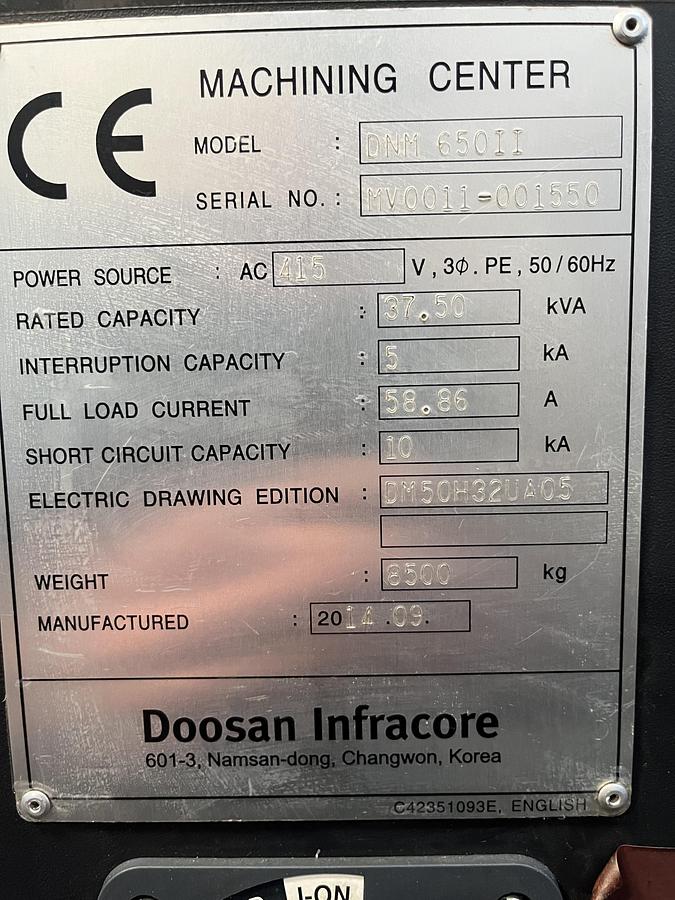 CE MACHINING CENTER
MODEL : DNM 650II
SERIAL NO. : MV0011-001550
POWER SOURCE : AC 415 V , 3Φ . PE , 50 / 60Hz
RATED CAPACITY : 37.50 kVA
INTERRUPTION CAPACITY : 5 kA
FULL LOAD CURRENT : 58.86 A
SHORT CIRCUIT CAPACITY : 10 kA
ELECTRIC DRAWING EDITION : DM50H32UA05
WEIGHT : 8500 kg
MANUFACTURED : 2014 .09.
Doosan Infracore
601-3, Namsan-dong, Changwon, Korea
C42351093E, ENGLISH
I-ON